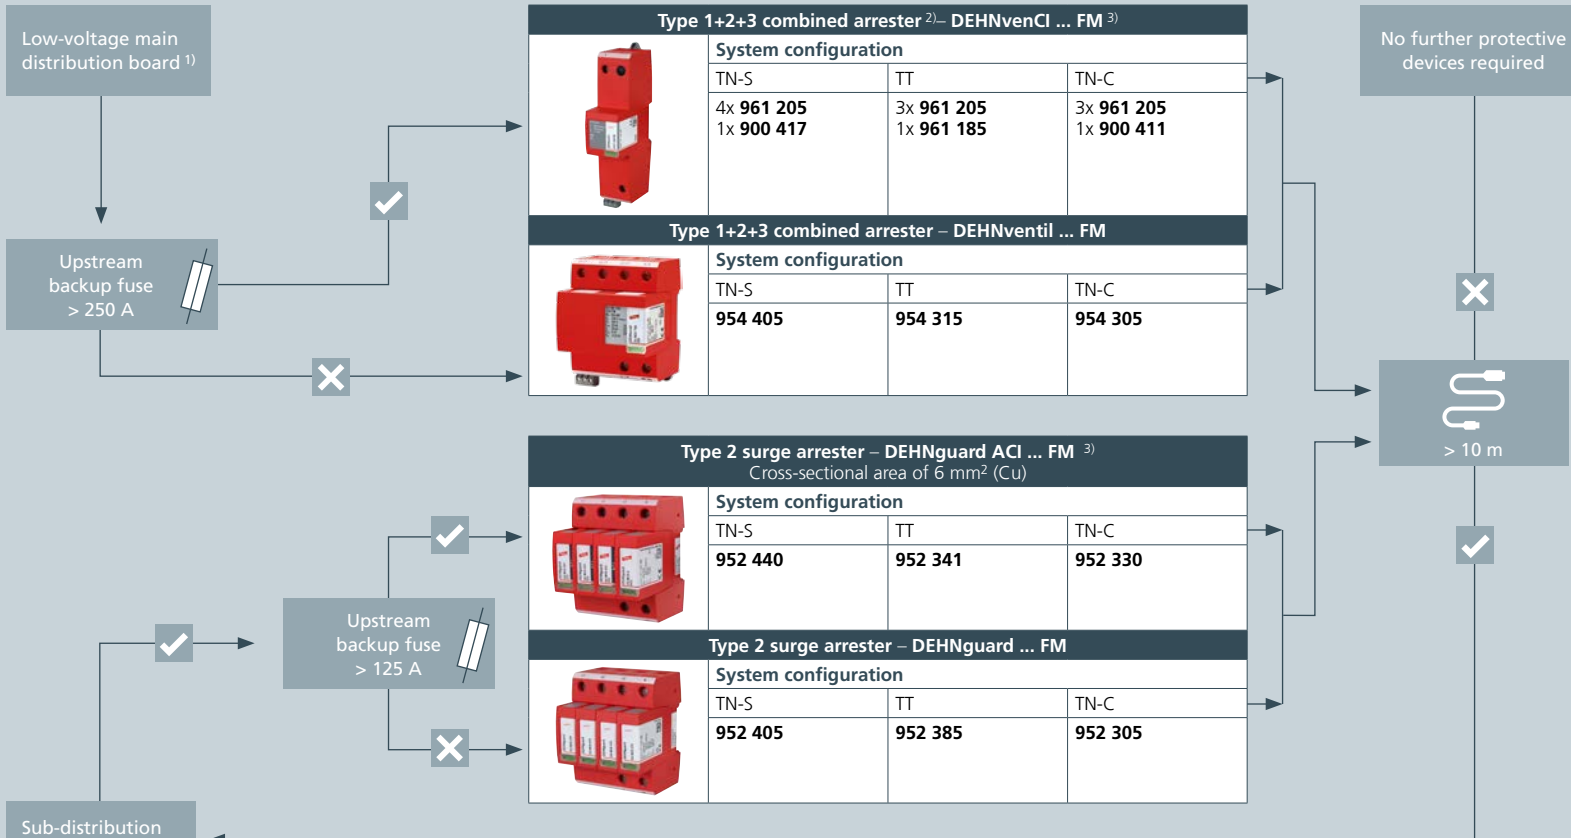 Low-voltage main
distribution board 1)
Upstream
backup fuse
> 250 A
Type 1+2+3 combined arrester 2)– DEHNvenCI ... FM 3)
System configuration
TN-S TT TN-C
4x 961 205 3x 961 205 3x 961 205
1x 900 417 1x 961 185 1x 900 411
Type 1+2+3 combined arrester – DEHNventil ... FM
System configuration
TN-S TT TN-C
954 405 954 315 954 305
No further protective
devices required
> 10 m
Type 2 surge arrester – DEHNguard ACI ... FM 3)
Cross-sectional area of 6 mm² (Cu)
System configuration
TN-S TT TN-C
952 440 952 341 952 330
Upstream
backup fuse
> 125 A
Type 2 surge arrester – DEHNguard ... FM
System configuration
TN-S TT TN-C
952 405 952 385 952 305
Sub-distribution